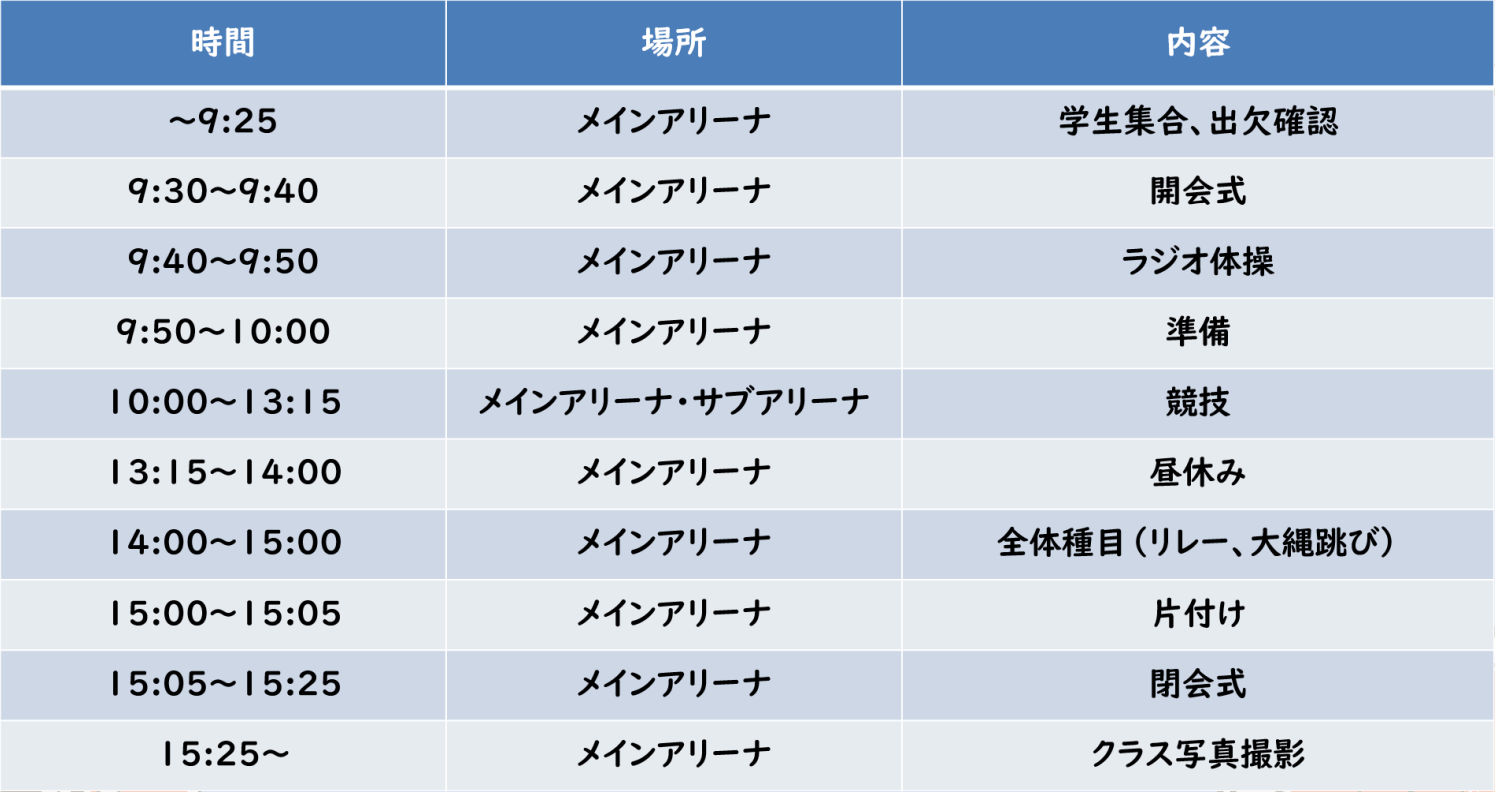 時間 場所 内容
～9:25 メインアリーナ 学生集合、出欠確認
9:30～9:40 メインアリーナ 開会式
9:40～9:50 メインアリーナ ラジオ体操
9:50～10:00 メインアリーナ 準備
10:00～13:15 メインアリーナ・サブアリーナ 競技
13:15～14:00 メインアリーナ 昼休み
14:00～15:00 メインアリーナ 全体種目（リレー、大縄跳び）
15:00～15:05 メインアリーナ 片付け
15:05～15:25 メインアリーナ 閉会式
15:25～ メインアリーナ クラス写真撮影